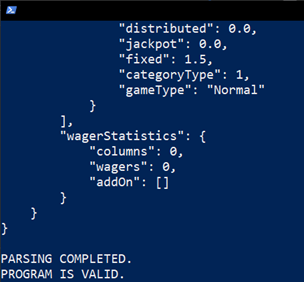 "distributed": 0.0,
"jackpot": 0.0,
"fixed": 1.5,
"categoryType": 1,
"gameType": "Normal"
}
],
"wagerStatistics": {
"columns": 0,
"wagers": 0,
"addOn": []
}
}
}
PARSING COMPLETED.
PROGRAM IS VALID.